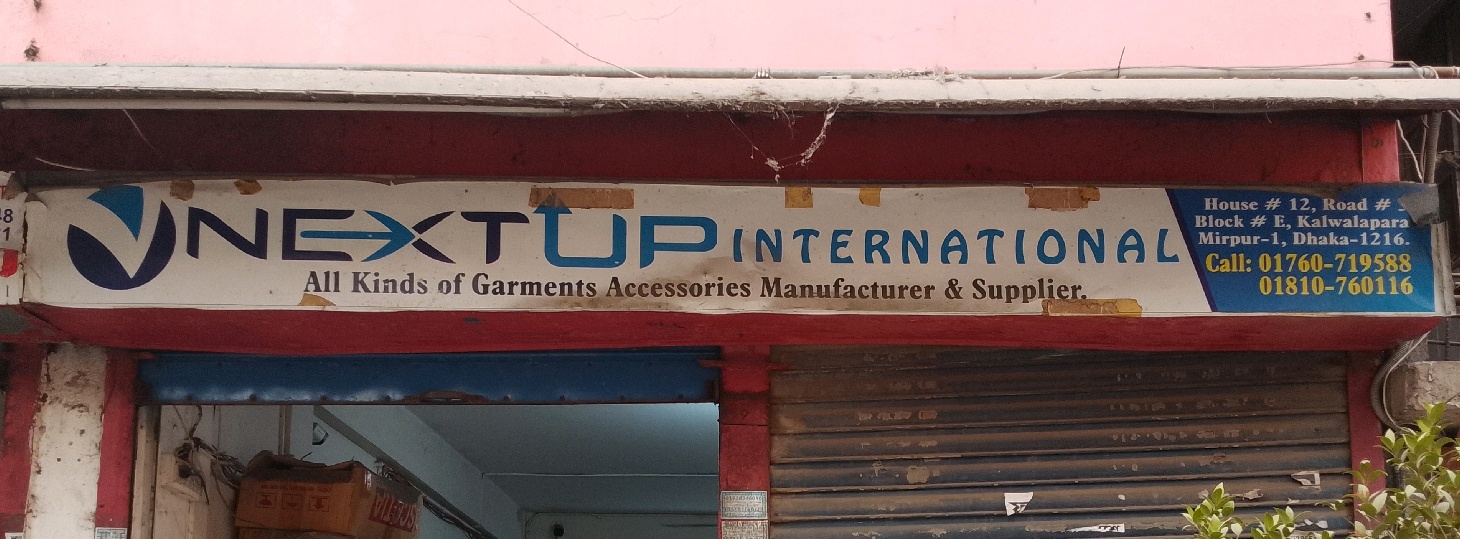 NEXTUP INTERNATIONAL
All Kinds of Garments Accessories Manufacturer & Supplier.
House # 12, Road #
Block # E, Kalwalapara
Mirpur-1, Dhaka-1216.
Call: 01760-719588
01810-760116